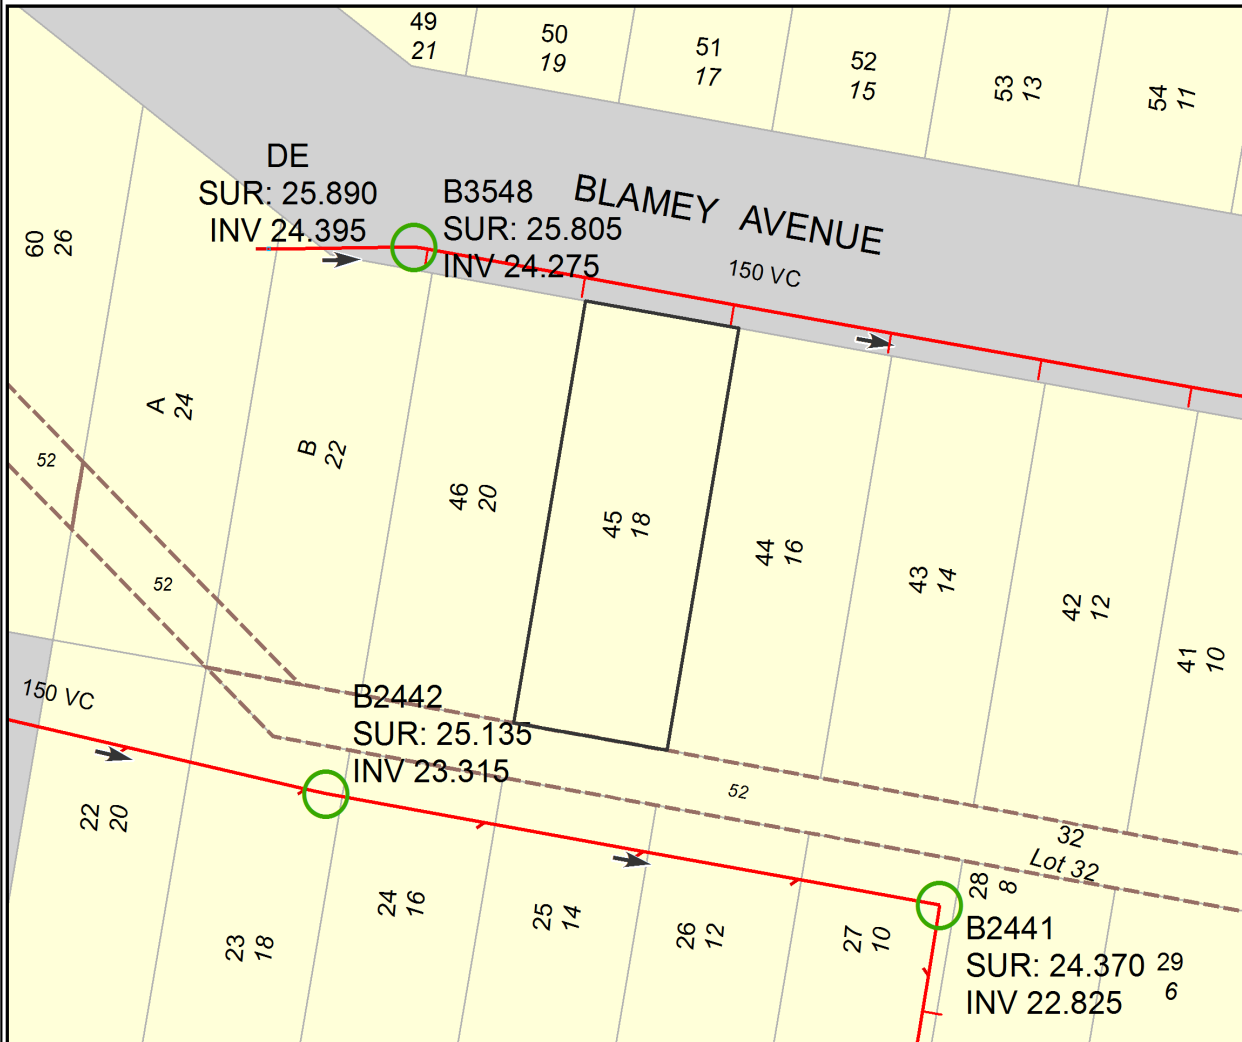 49
21
50
19
51
17
52
15
53
13
54
11
DE
SUR: 25.890
INV 24.395
B3548
SUR: 25.805
INV 24.275
BLAMEY AVENUE
150 VC
60
26
A
24
B
22
46
20
45
18
44
16
43
14
42
12
41
10
52
52
150 VC
B2442
SUR: 25.135
INV 23.315
52
32
Lot 32
22
20
23
18
24
16
25
14
26
12
27
10
28
8
B2441
SUR: 24.370
INV 22.825
29
6